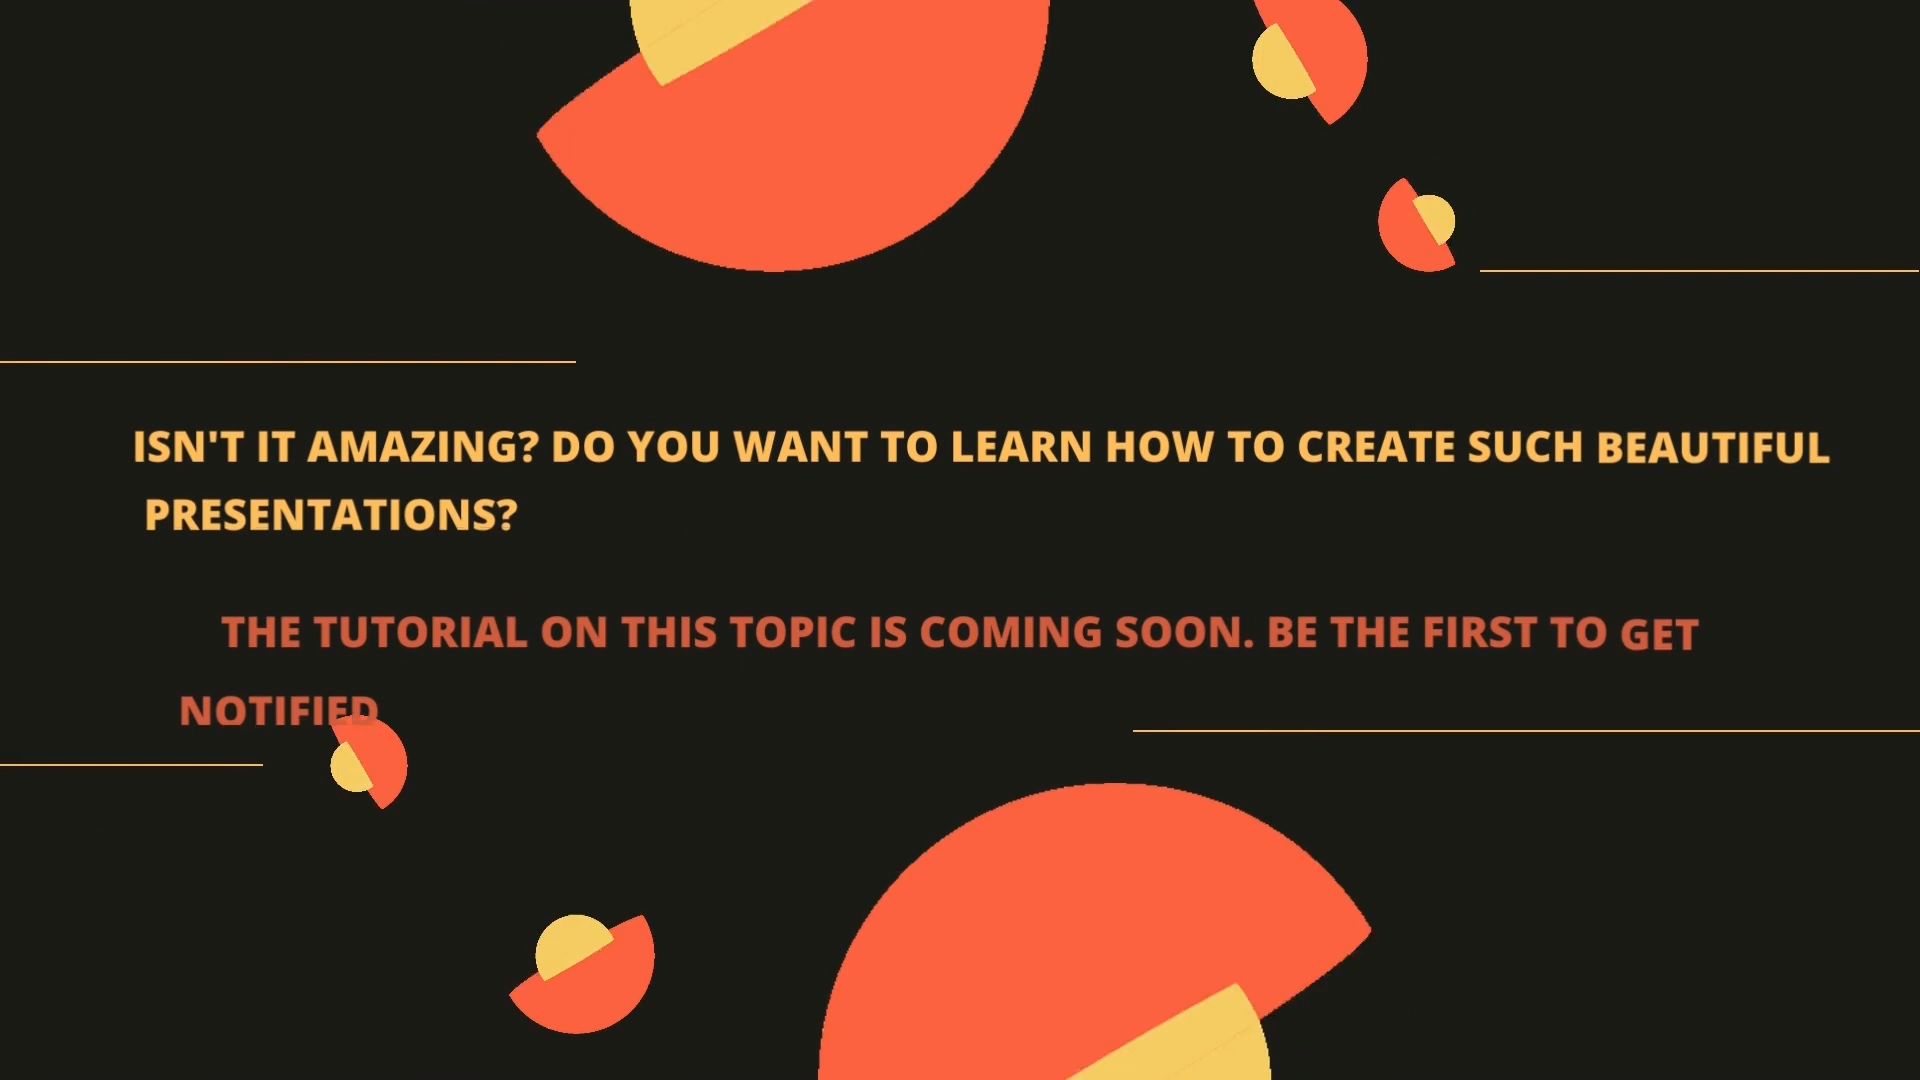 ISN'T IT AMAZING? DO YOU WANT TO LEARN HOW TO CREATE SUCH BEAUTIFUL
PRESENTATIONS?
THE TUTORIAL ON THIS TOPIC IS COMING SOON. BE THE FIRST TO GET
NOTIFIED